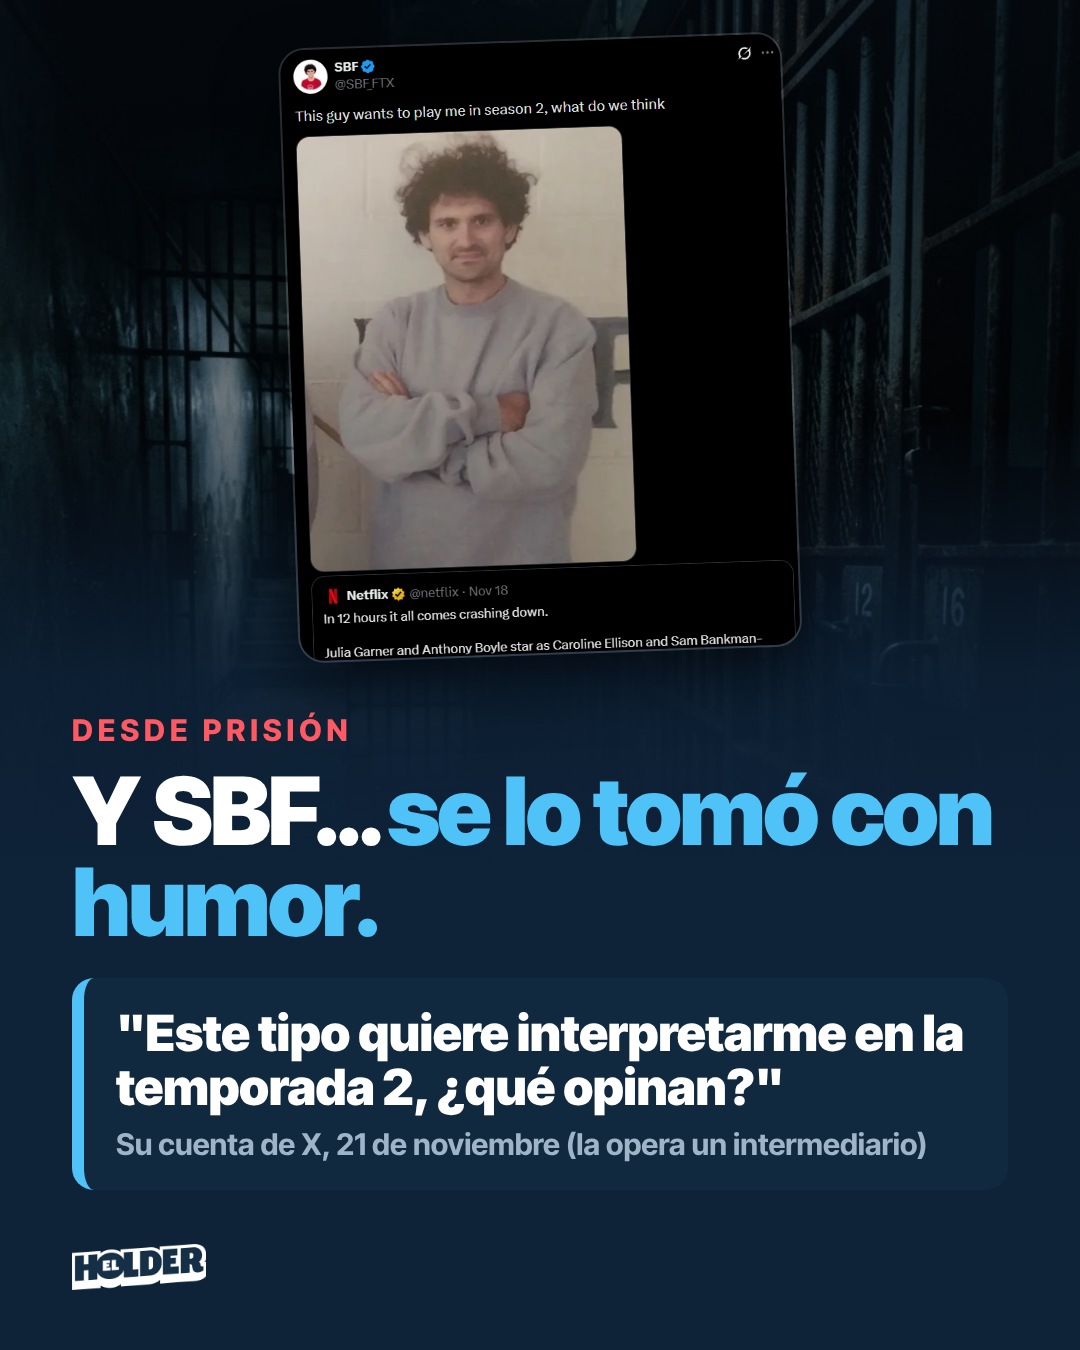 SBF
@SBF_FTX
This guy wants to play me in season 2, what do we think
Netflix @netflix · Nov 18
In 12 hours it all comes crashing down.
Julia Garner and Anthony Boyle star as Caroline Ellison and Sam Bankman-
12
16
DESDE PRISIÓN
Y SBF... se lo tomó con
humor.
"Este tipo quiere interpretarme en la
temporada 2, ¿qué opinan?"
Su cuenta de X, 21 de noviembre (la opera un intermediario)
EL HOLDER